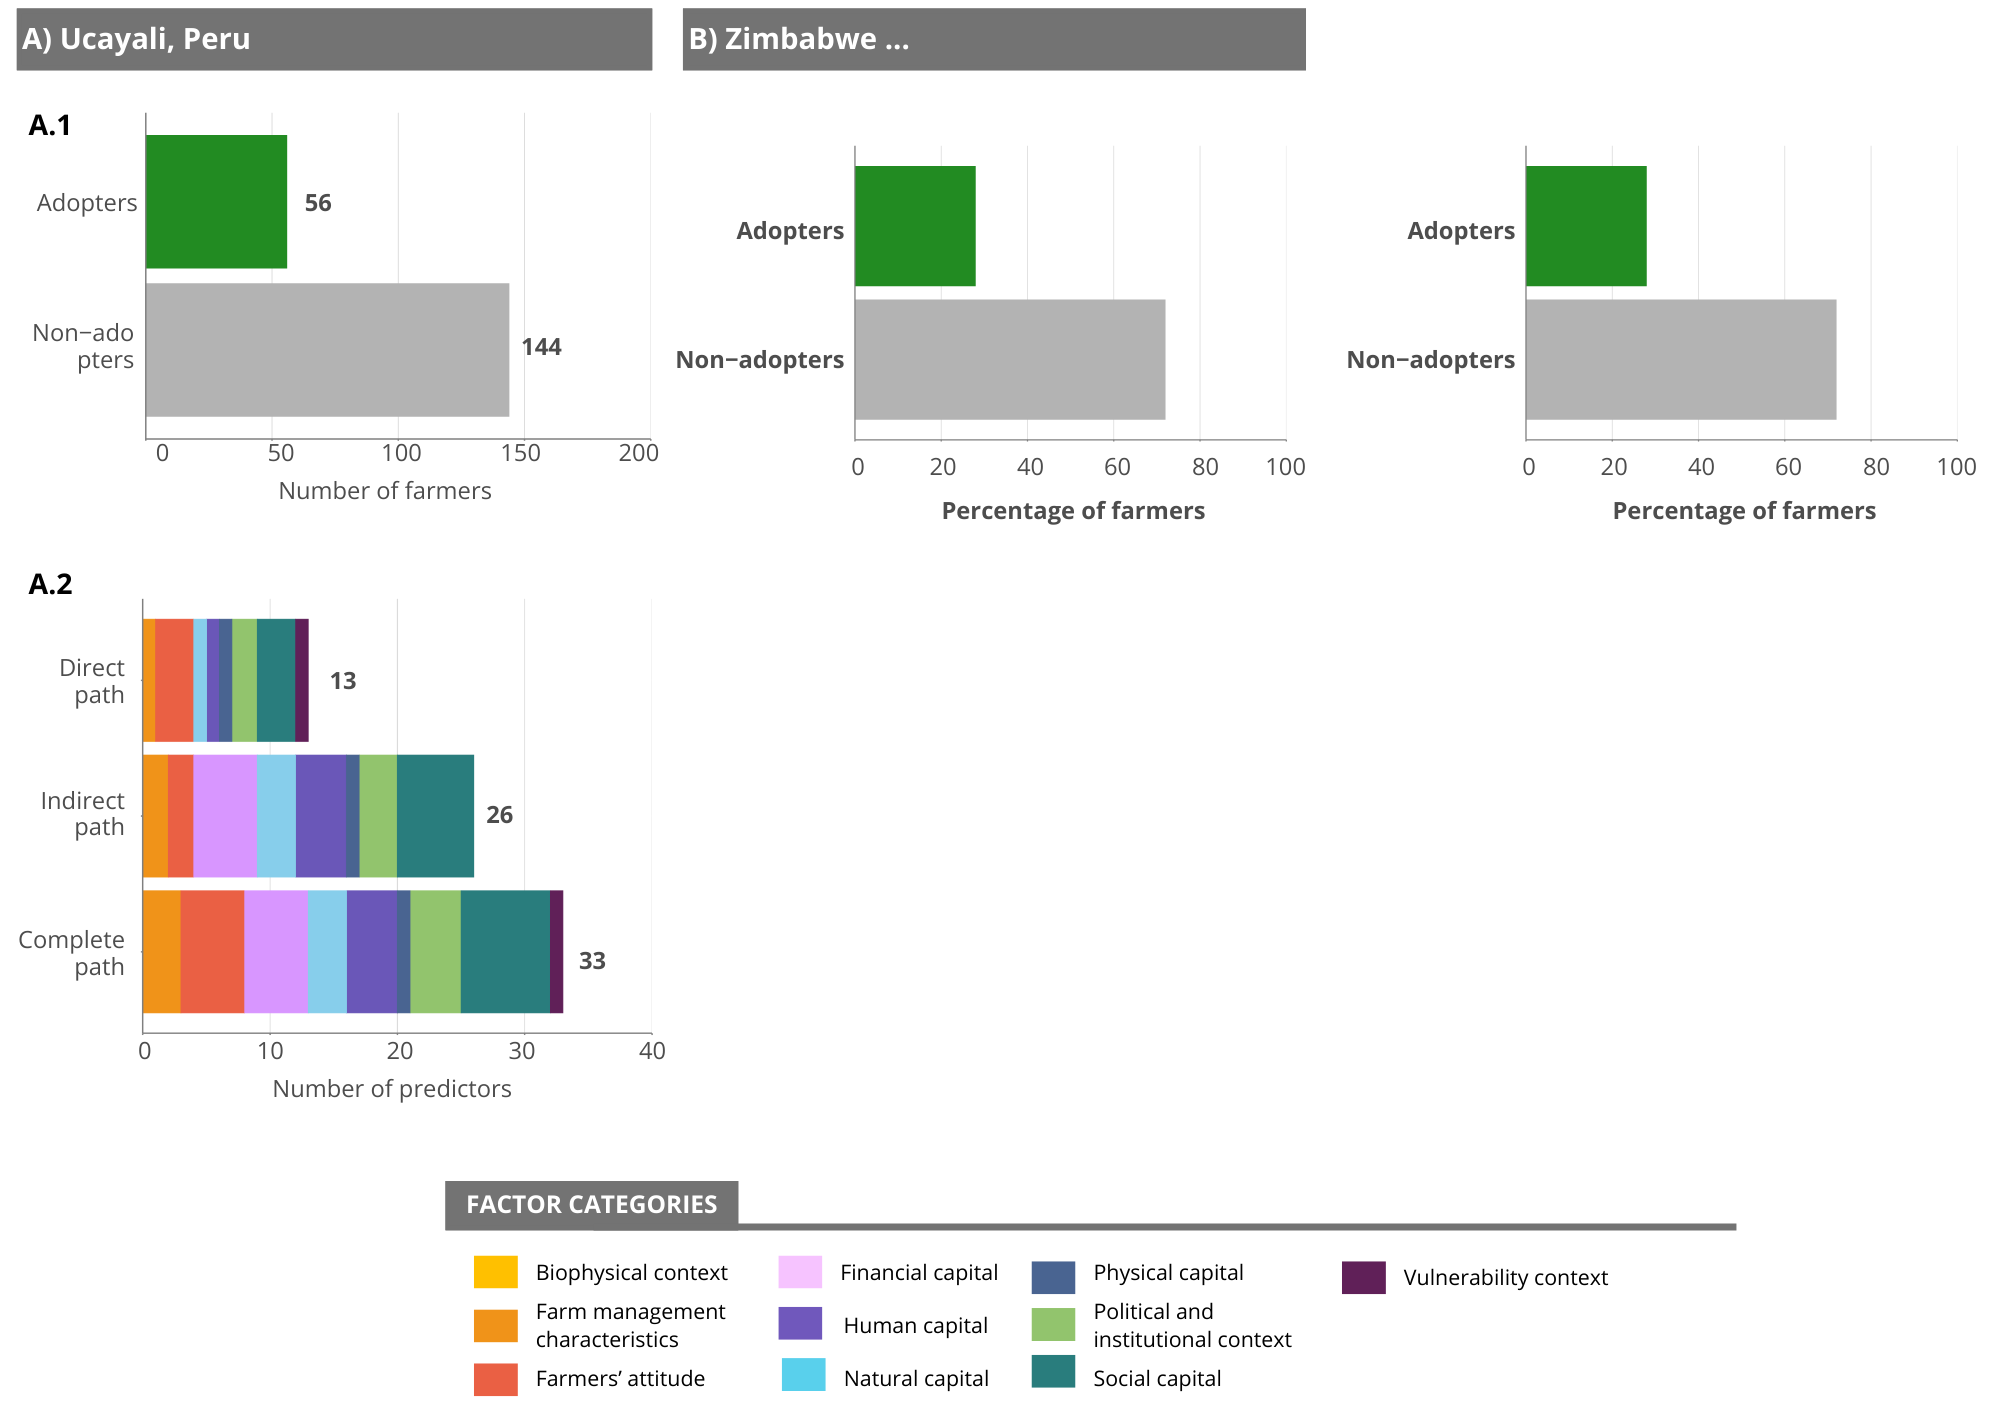 A) Ucayali, Peru
B) Zimbabwe ...
A.1
Adopters
56
Non−ado
pters
144
0 50 100 150 200
Number of farmers
Adopters
Non−adopters
0 20 40 60 80 100
Percentage of farmers
Adopters
Non−adopters
0 20 40 60 80 100
Percentage of farmers
A.2
Direct
path
13
Indirect
path
26
Complete
path
33
0 10 20 30 40
Number of predictors
FACTOR CATEGORIES
Biophysical context
Farm management
characteristics
Farmers’ attitude
Financial capital
Human capital
Natural capital
Physical capital
Political and
institutional context
Social capital
Vulnerability context